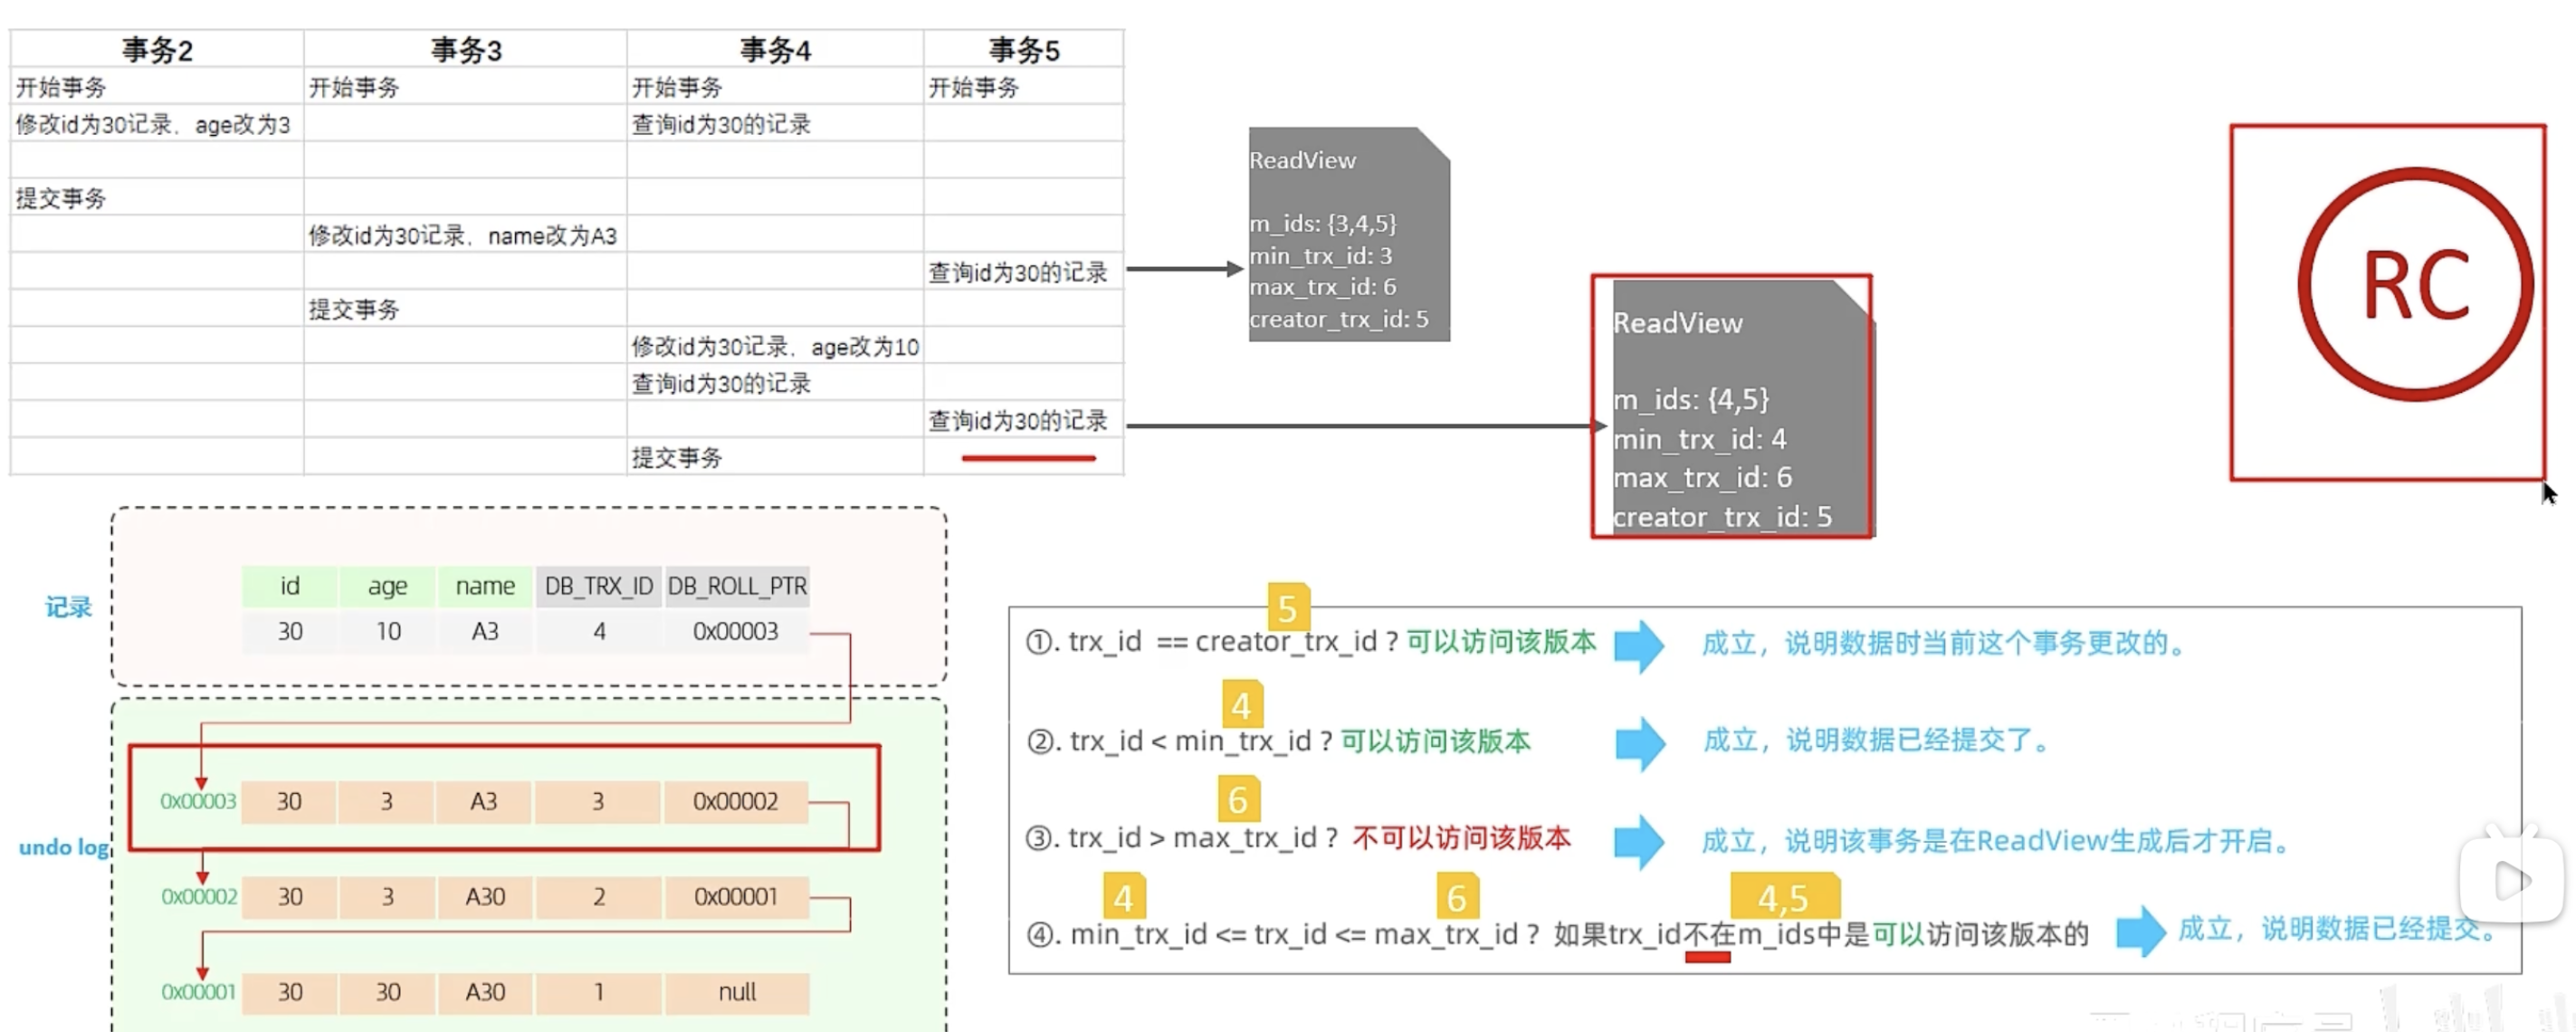 事务2 事务3 事务4 事务5
开始事务 开始事务 开始事务 开始事务
修改id为30记录，age改为3 查询id为30的记录
提交事务
修改id为30记录，name改为A3
查询id为30的记录
提交事务
修改id为30记录，age改为10
查询id为30的记录
查询id为30的记录
提交事务
ReadView
m_ids: {3,4,5}
min_trx_id: 3
max_trx_id: 6
creator_trx_id: 5
ReadView
m_ids: {4,5}
min_trx_id: 4
max_trx_id: 6
creator_trx_id: 5
RC
记录
id age name DB_TRX_ID DB_ROLL_PTR
30 10 A3 4 0x00003
undo log
0x00003 30 3 A3 3 0x00002
0x00002 30 3 A30 2 0x00001
0x00001 30 30 A30 1 null
5
①. trx_id == creator_trx_id ? 可以访问该版本 成立，说明数据时当前这个事务更改的。
4
②. trx_id < min_trx_id ? 可以访问该版本 成立，说明数据已经提交了。
6
③. trx_id > max_trx_id ? 不可以访问该版本 成立，说明该事务是在ReadView生成后才开启。
4 6 4,5
④. min_trx_id <= trx_id <= max_trx_id ? 如果trx_id不在m_ids中是可以访问该版本的 成立，说明数据已经提交。